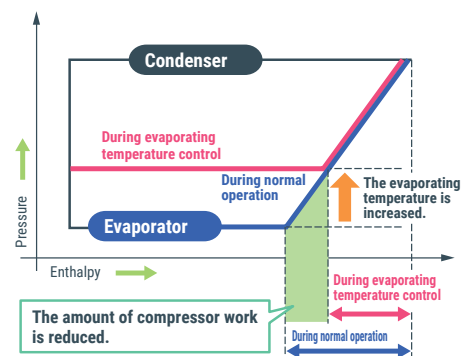 Condenser
During evaporating
temperature control
During normal
operation
The evaporating
temperature is
increased.
Evaporator
Pressure
Enthalpy
During evaporating
temperature control
The amount of compressor work
is reduced.
During normal operation